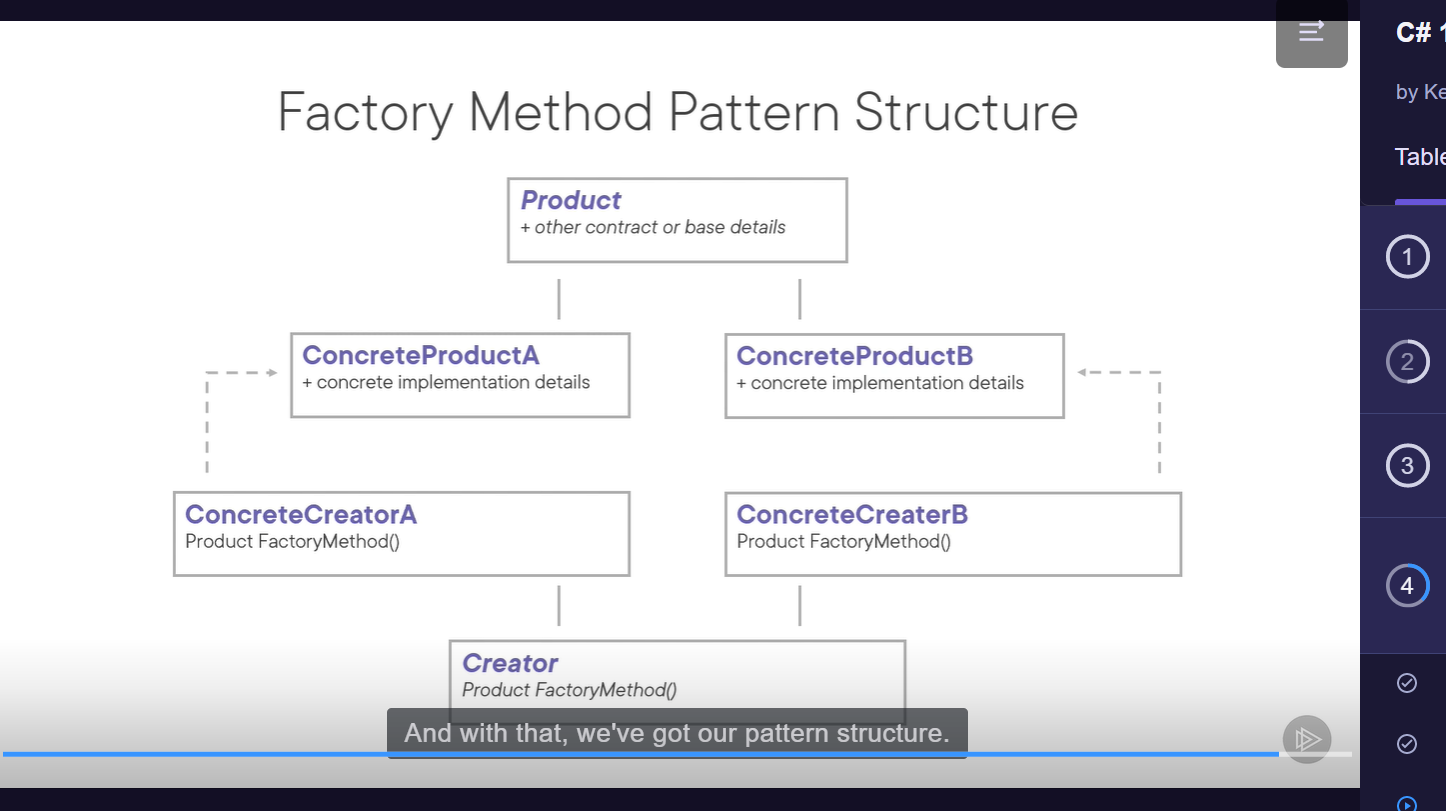 C# 1
by Ke
Table
Factory Method Pattern Structure
Product
+ other contract or base details
ConcreteProductA
+ concrete implementation details
ConcreteProductB
+ concrete implementation details
ConcreteCreatorA
Product FactoryMethod()
ConcreteCreaterB
Product FactoryMethod()
Creator
Product FactoryMethod()
And with that, we've got our pattern structure.
1
2
3
4